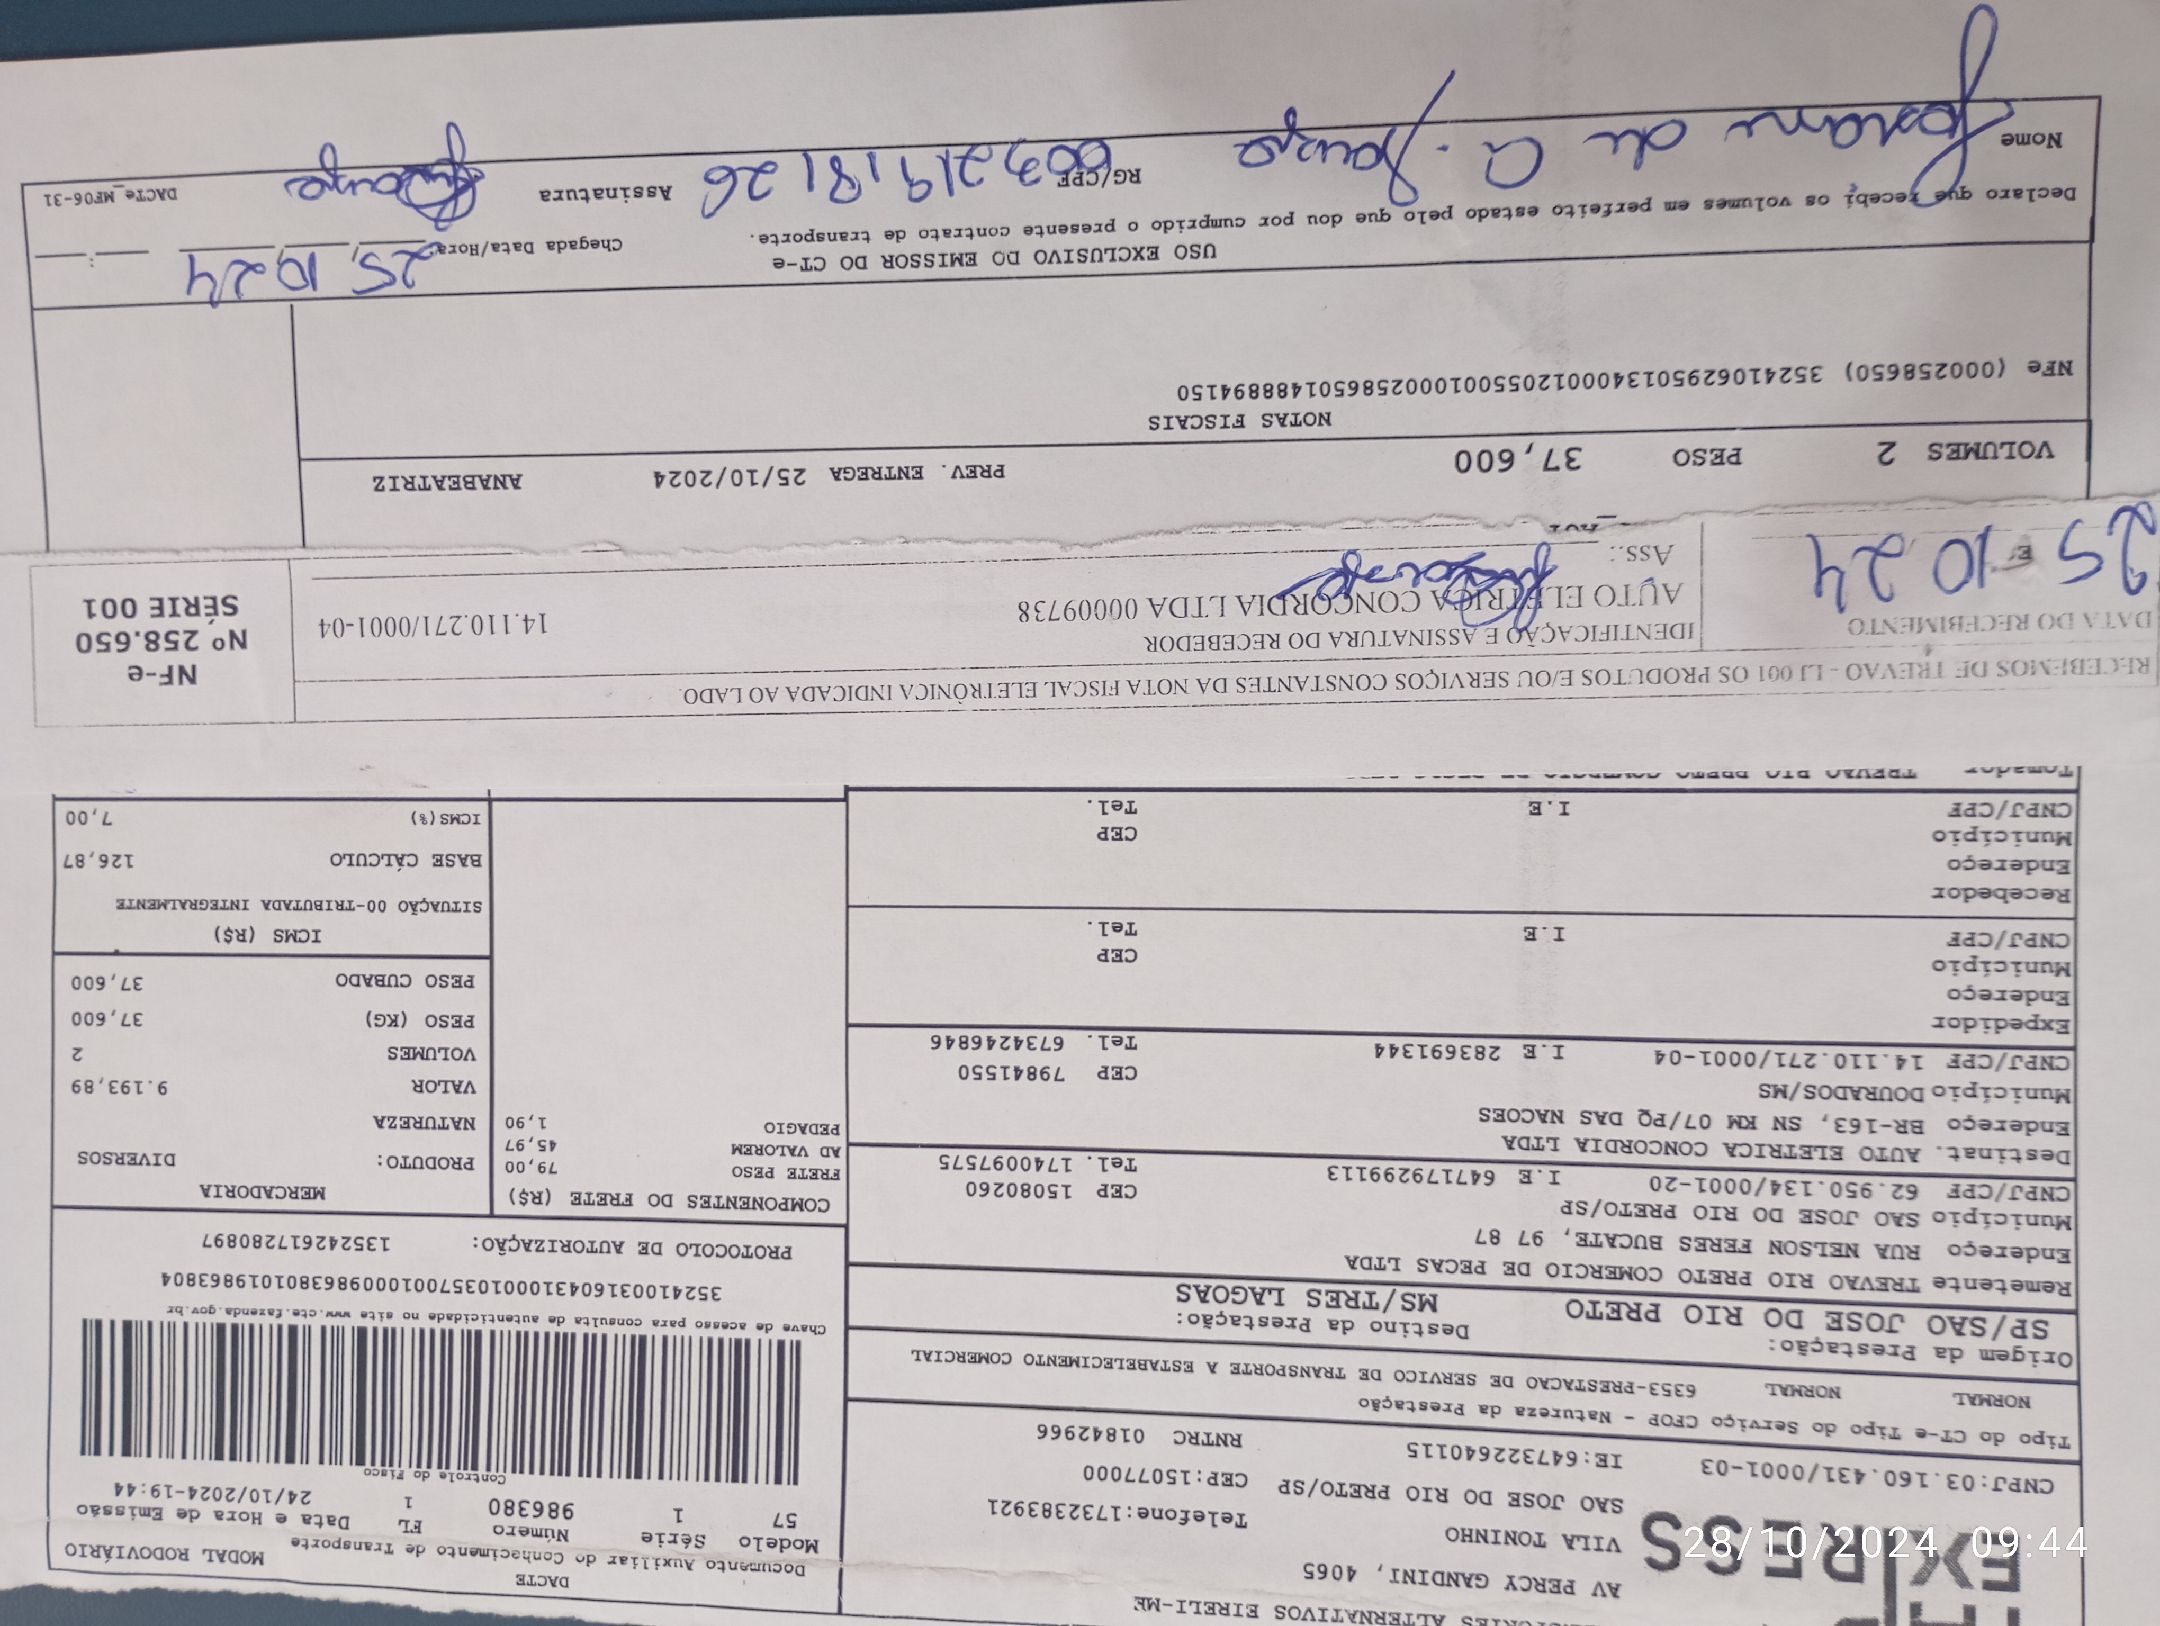 ALTERNATIVOS EIRELI-ME
EXPRESS
AV PERCY GANDINI, 4065
VILA TONINHO
Telefone:1732383921
SAO JOSE DO RIO PRETO/SP CEP:15077000
CNPJ:03.160.431/0001-03 IE:647322640115 RNTRC 01842966
DACTE
Documento Auxiliar do Conhecimento de Transporte
MODAL RODOVIÁRIO
Modelo Série Número FL Data e Hora de Emissão
57 1 986380 1 24/10/2024-19:44
Controle do Fisco
Chave de acesso para consulta de autenticidade no site www.cte.fazenda.gov.br
35241003160431000103570010009863801019863804
PROTOCOLO DE AUTORIZAÇÃO: 135242617280897
Tipo do CT-e Tipo do Serviço CFOP - Natureza da Prestação
NORMAL NORMAL 6353-PRESTACAO DE SERVICO DE TRANSPORTE A ESTABELECIMENTO COMERCIAL
Origem da Prestação: Destino da Prestação:
SP/SAO JOSE DO RIO PRETO MS/TRES LAGOAS
Remetente TREVAO RIO PRETO COMERCIO DE PECAS LTDA
Endereço RUA NELSON FERES BUCATE, 97 87
Município SAO JOSE DO RIO PRETO/SP CEP 15080260
CNPJ/CPF 62.950.134/0001-20 I.E 647179299113 Tel. 1740097575
Destinat. AUTO ELETRICA CONCORDIA LTDA
Endereço BR-163, SN KM 07/PQ DAS NACOES
Município DOURADOS/MS CEP 79841550
CNPJ/CPF 14.110.271/0001-04 I.E 283691344 Tel. 6734246846
Expedidor
Endereço
Município CEP
CNPJ/CPF I.E Tel.
Recebedor
Endereço
Município CEP
CNPJ/CPF I.E Tel.
Tomador TREVAO RIO PRETO COMERCIO DE PECAS
COMPONENTES DO FRETE (R$)
FRETE PESO 79,00
AD VALOREM 45,97
PEDAGIO 1,90
MERCADORIA
PRODUTO: DIVERSOS
NATUREZA
VALOR 9.193,89
VOLUMES 2
PESO (KG) 37,600
PESO CUBADO 37,600
ICMS (R$)
SITUAÇÃO 00-TRIBUTADA INTEGRALMENTE
BASE CÁLCULO 126,87
ICMS(%) 7,00
RECEBEMOS DE TREVAO - LJ 001 OS PRODUTOS E/OU SERVIÇOS CONSTANTES DA NOTA FISCAL ELETRÔNICA INDICADA AO LADO.
DATA DO RECEBIMENTO
25 10 24
IDENTIFICAÇÃO E ASSINATURA DO RECEBEDOR
AUTO ELETRICA CONCORDIA LTDA 00009738 14.110.271/0001-04
Ass.:
NF-e
Nº 258.650
SÉRIE 001
VOLUMES 2 PESO 37,600 PREV. ENTREGA 25/10/2024 ANABEATRIZ
NOTAS FISCAIS
NFe (000258650) 35241062950134000120550010002586501488894150
USO EXCLUSIVO DO EMISSOR DO CT-e
Declaro que recebi os volumes em perfeito estado pelo que dou por cumprido o presente contrato de transporte.
Chegada Data/Hora 25 10 24
Nome Josiane de A. Souza RG/CPF Assinatura
DACTe_MF06-31
28/10/2024 09:44